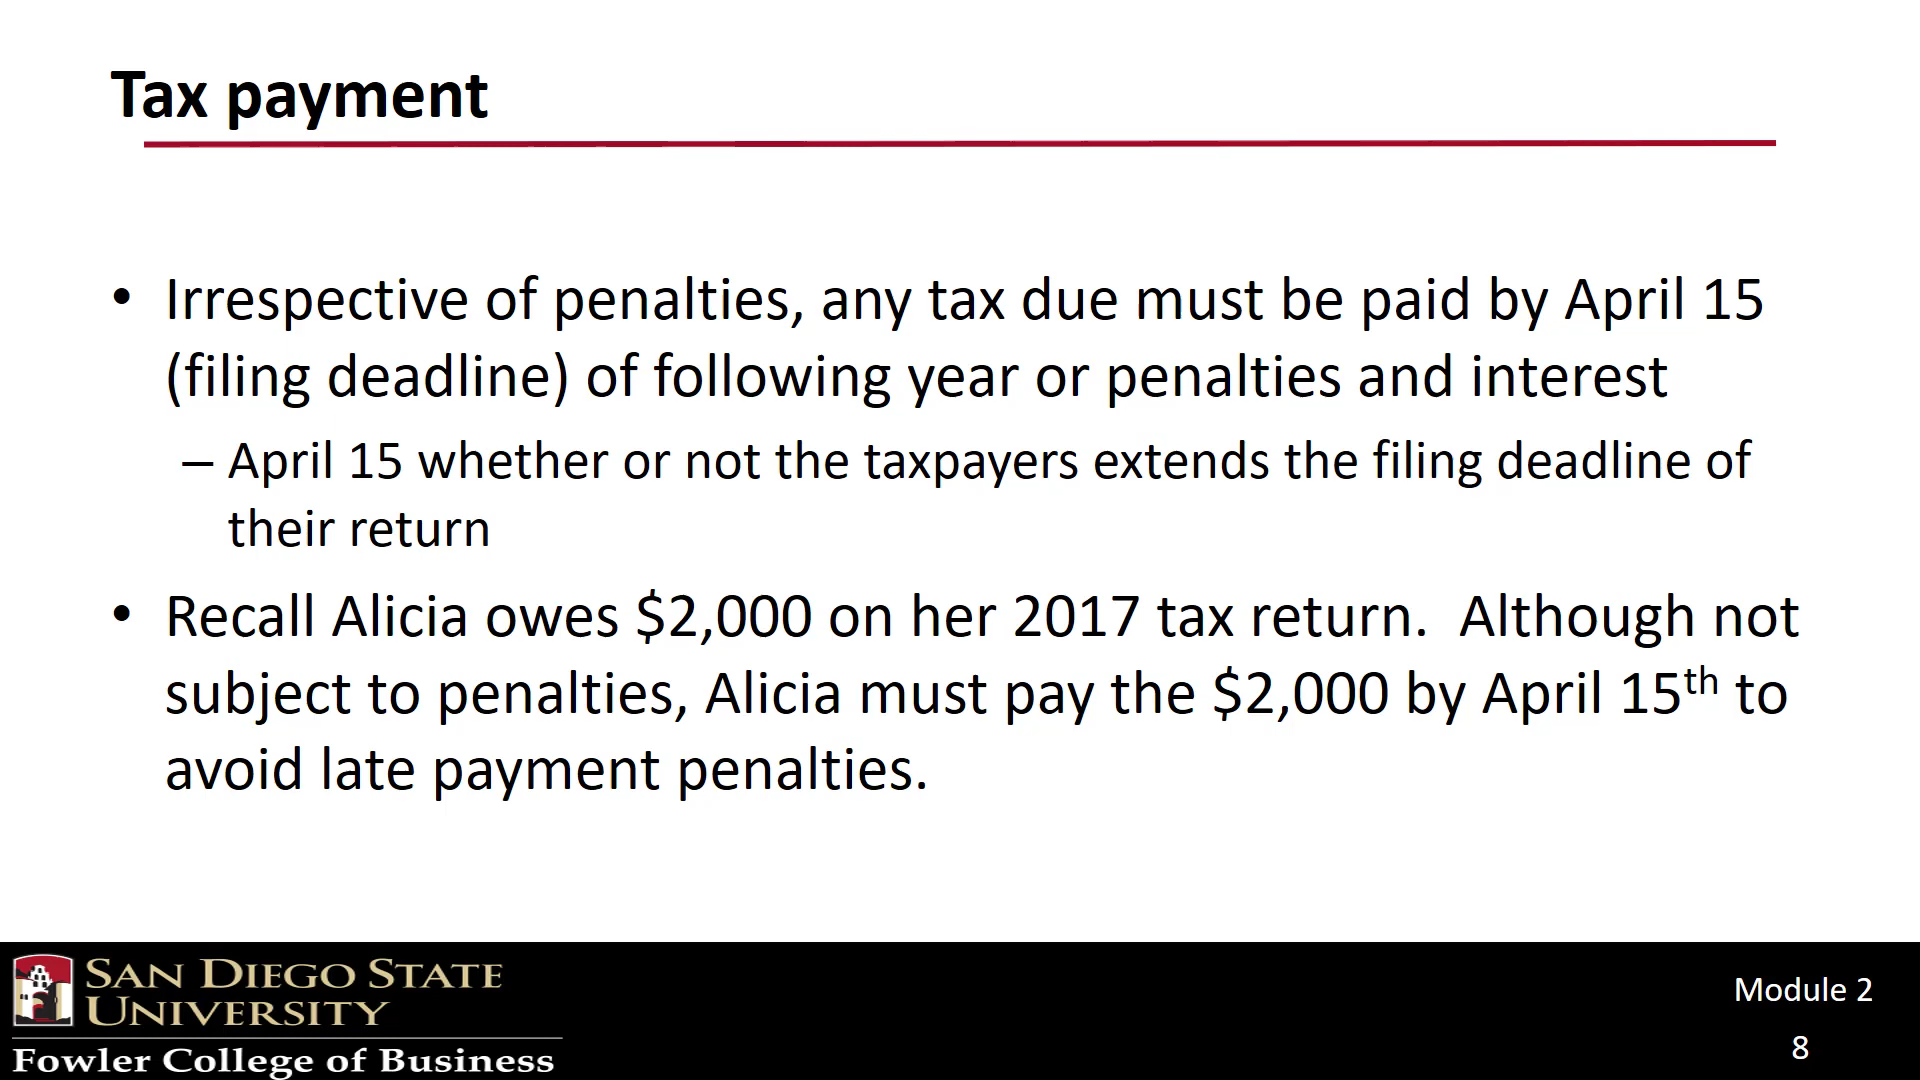 Tax payment
• Irrespective of penalties, any tax due must be paid by April 15
(filing deadline) of following year or penalties and interest
– April 15 whether or not the taxpayers extends the filing deadline of
their return
• Recall Alicia owes $2,000 on her 2017 tax return.  Although not
subject to penalties, Alicia must pay the $2,000 by April 15th to
avoid late payment penalties.
SAN DIEGO STATE
UNIVERSITY
Fowler College of Business
Module 2
8